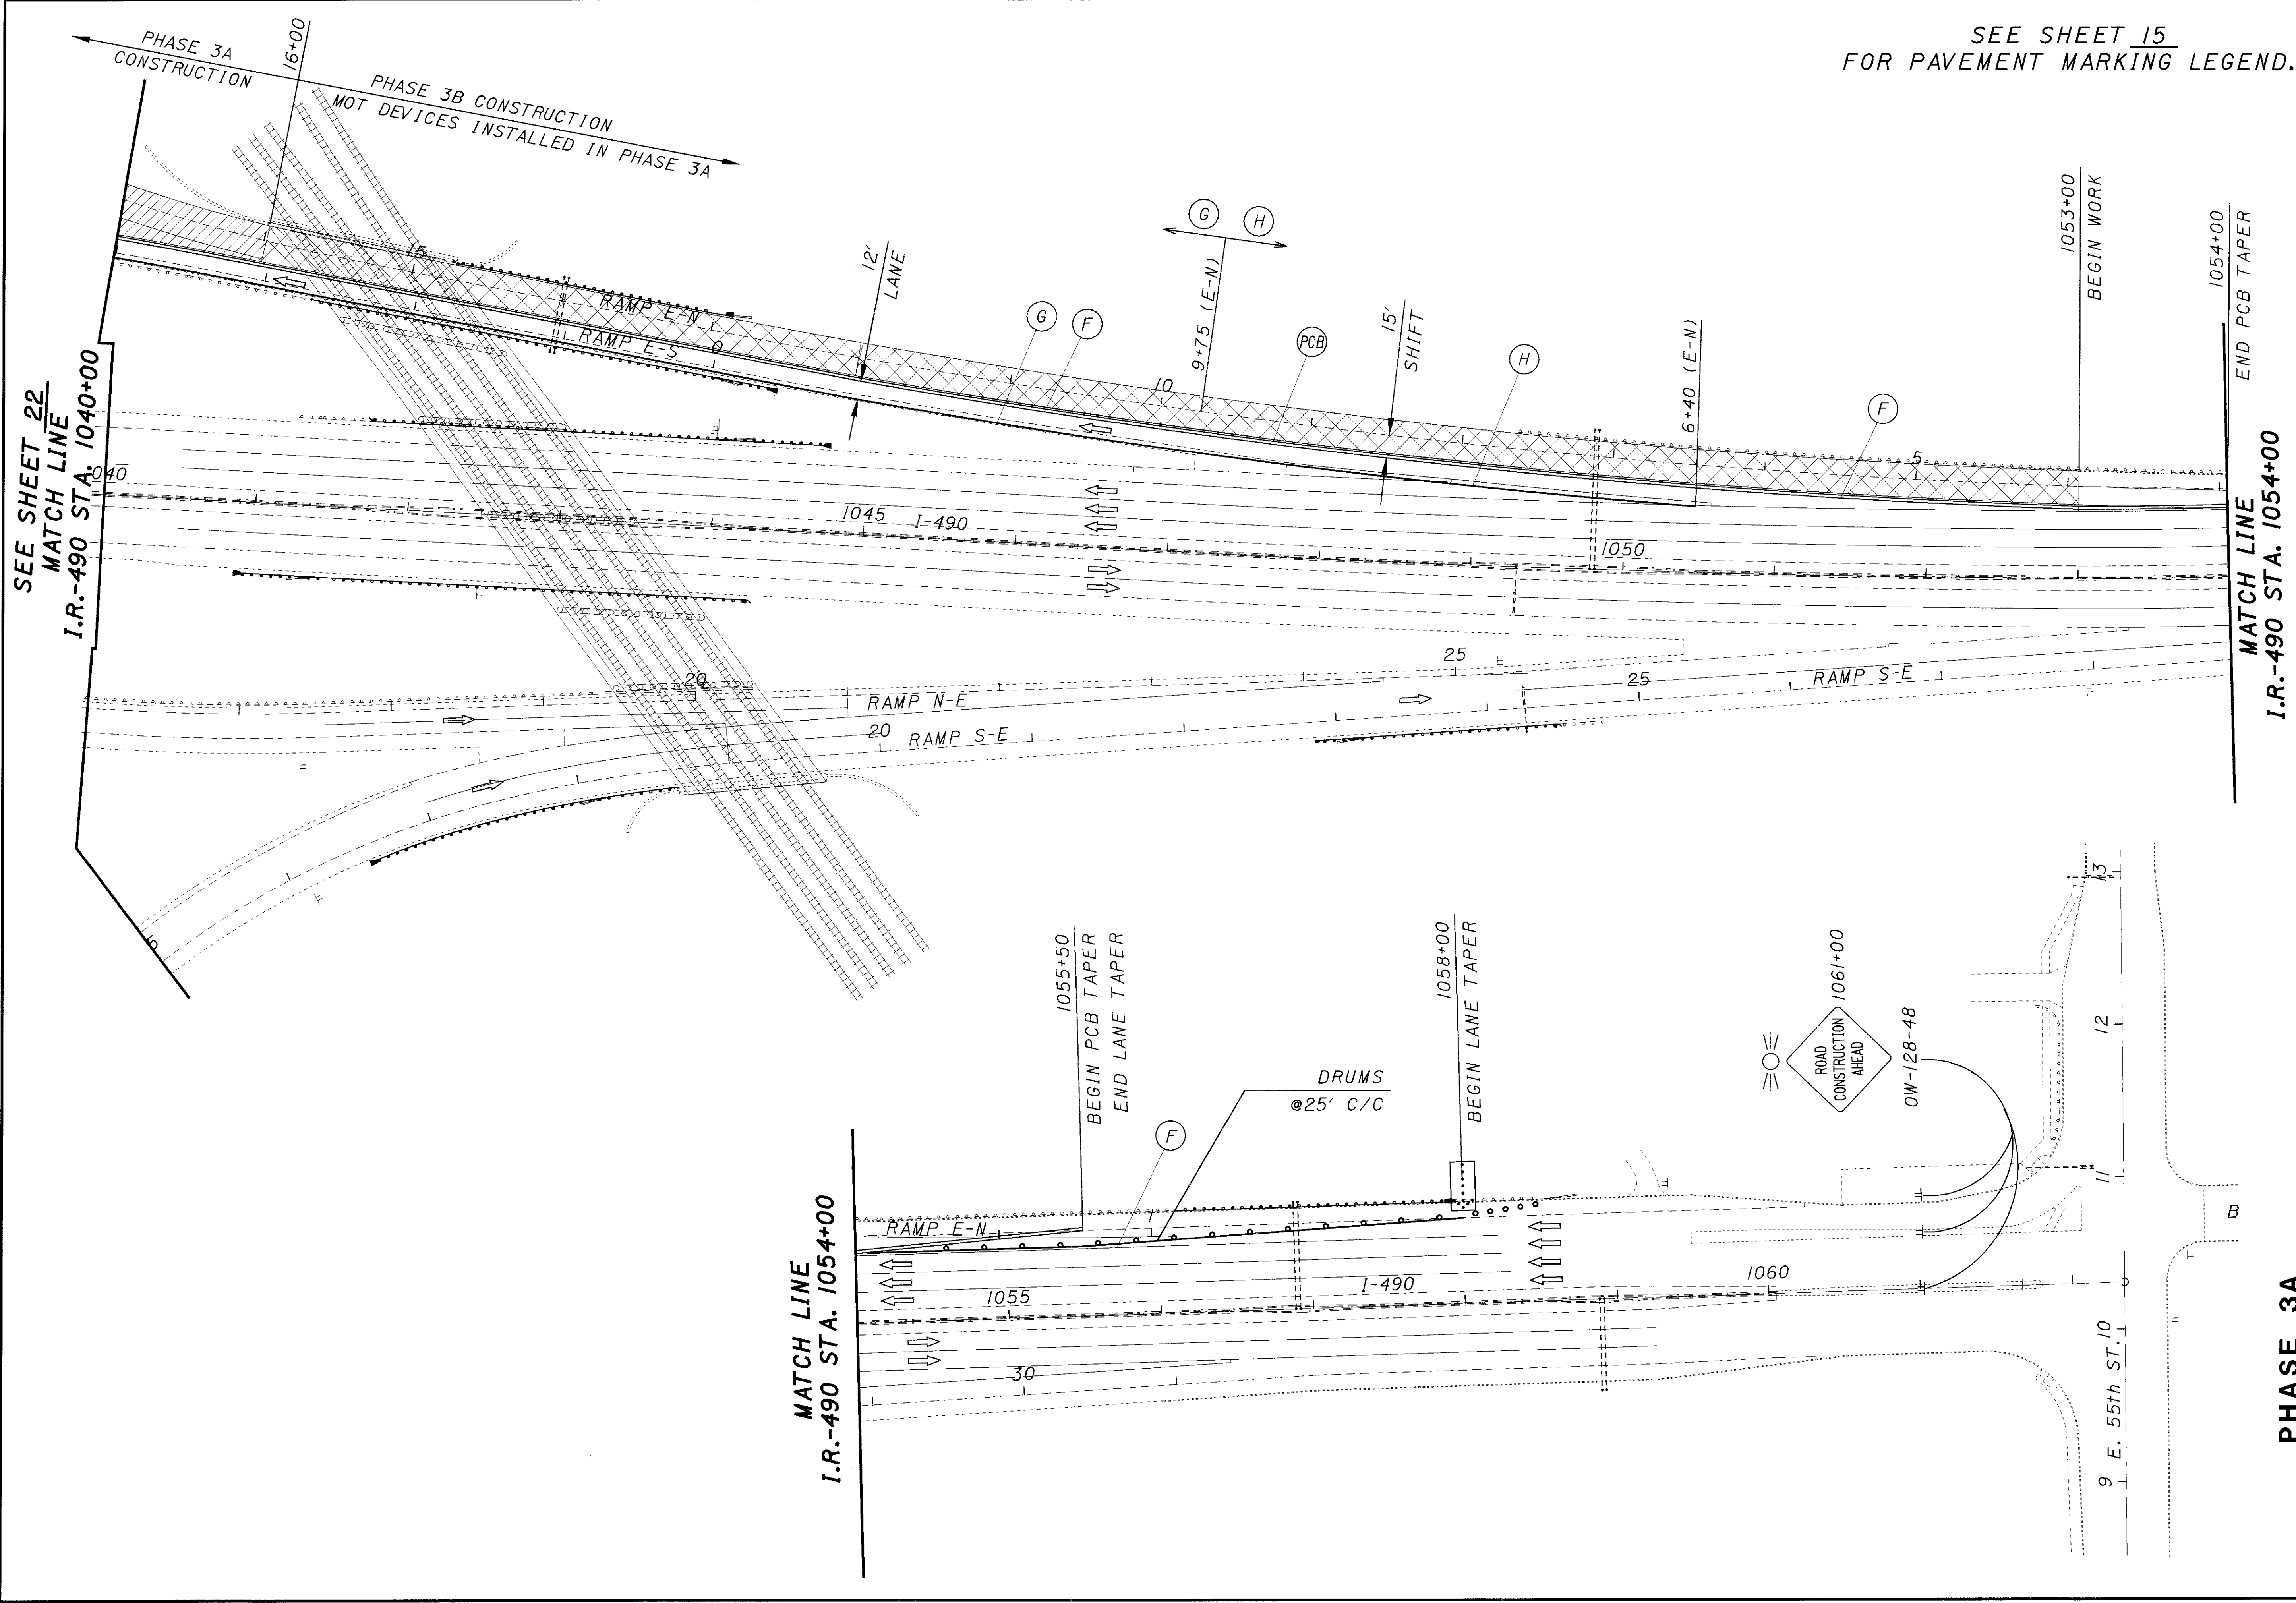 SEE SHEET 15
FOR PAVEMENT MARKING LEGEND.
PHASE 3A
CONSTRUCTION
16+00
PHASE 3B CONSTRUCTION
MOT DEVICES INSTALLED IN PHASE 3A
SEE SHEET 22
MATCH LINE
I.R.-490 STA. 1040+00
15
RAMP E-N
RAMP E-S
0
12'
LANE
G
F
G
H
9+75 (E-N)
10
PCB
15'
SHIFT
H
6+40 (E-N)
F
5
1053+00
BEGIN WORK
1054+00
END PCB TAPER
MATCH LINE
I.R.-490 STA. 1054+00
040
1045
I-490
1050
20
RAMP N-E
20
RAMP S-E
25
25
RAMP S-E
MATCH LINE
I.R.-490 STA. 1054+00
1055+50
BEGIN PCB TAPER
END LANE TAPER
F
DRUMS
@25' C/C
1058+00
BEGIN LANE TAPER
RAMP E-N
1
1055
I-490
1060
30
ROAD
CONSTRUCTION
AHEAD
1061+00
OW-128-48
13
12
11
10
E. 55th ST.
9
B
PHASE 3A